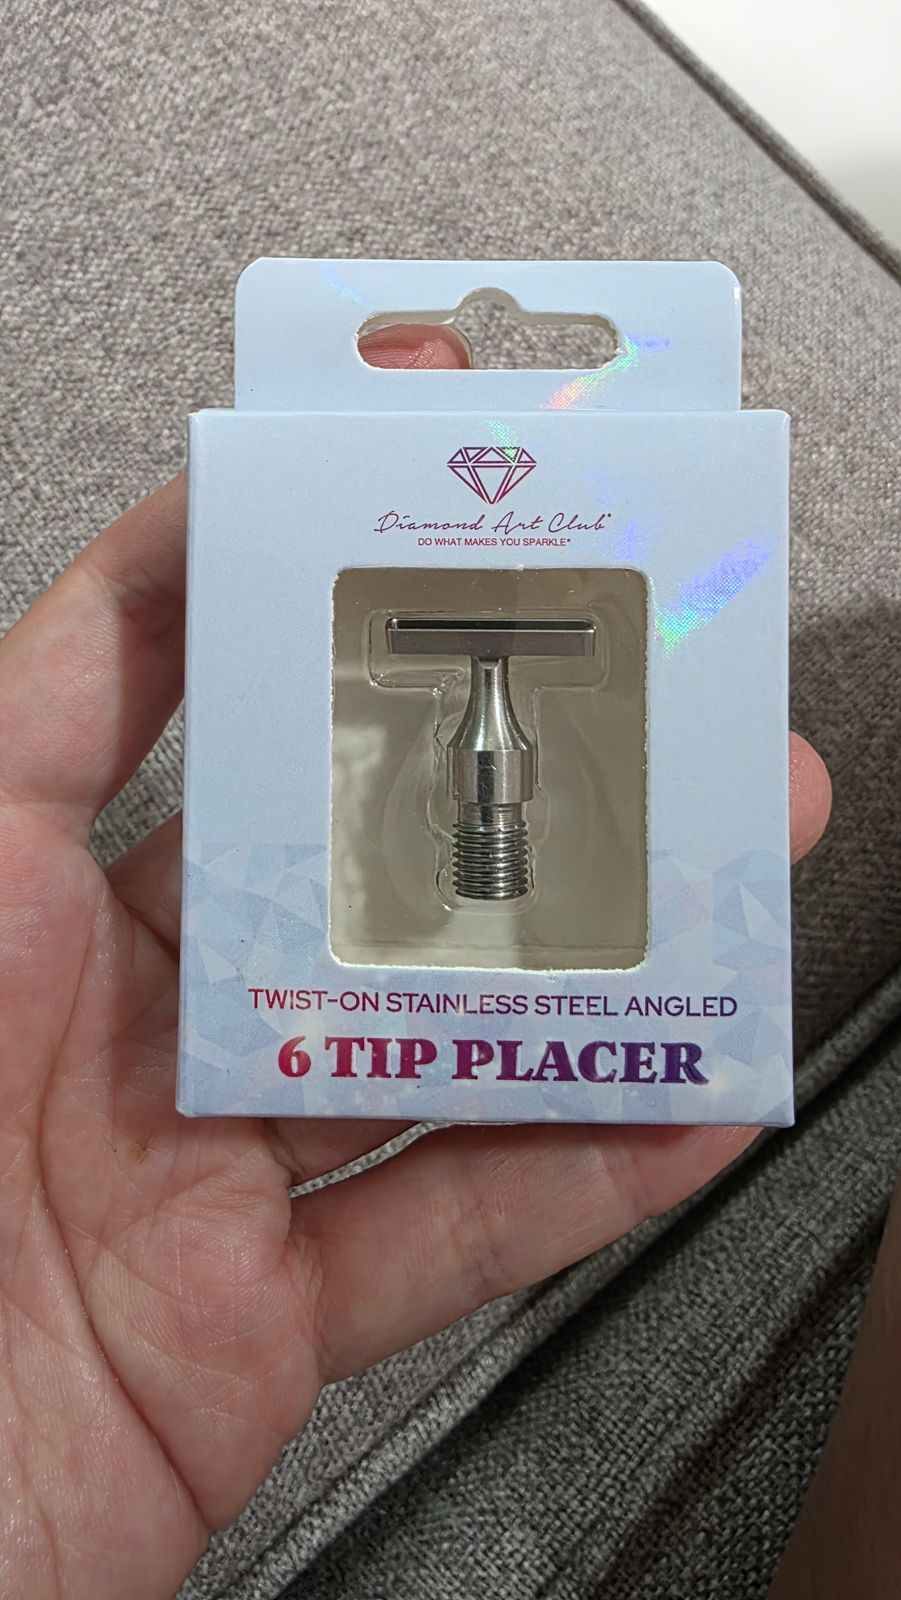 Diamond Art Club®
DO WHAT MAKES YOU SPARKLE®
TWIST-ON STAINLESS STEEL ANGLED
6 TIP PLACER